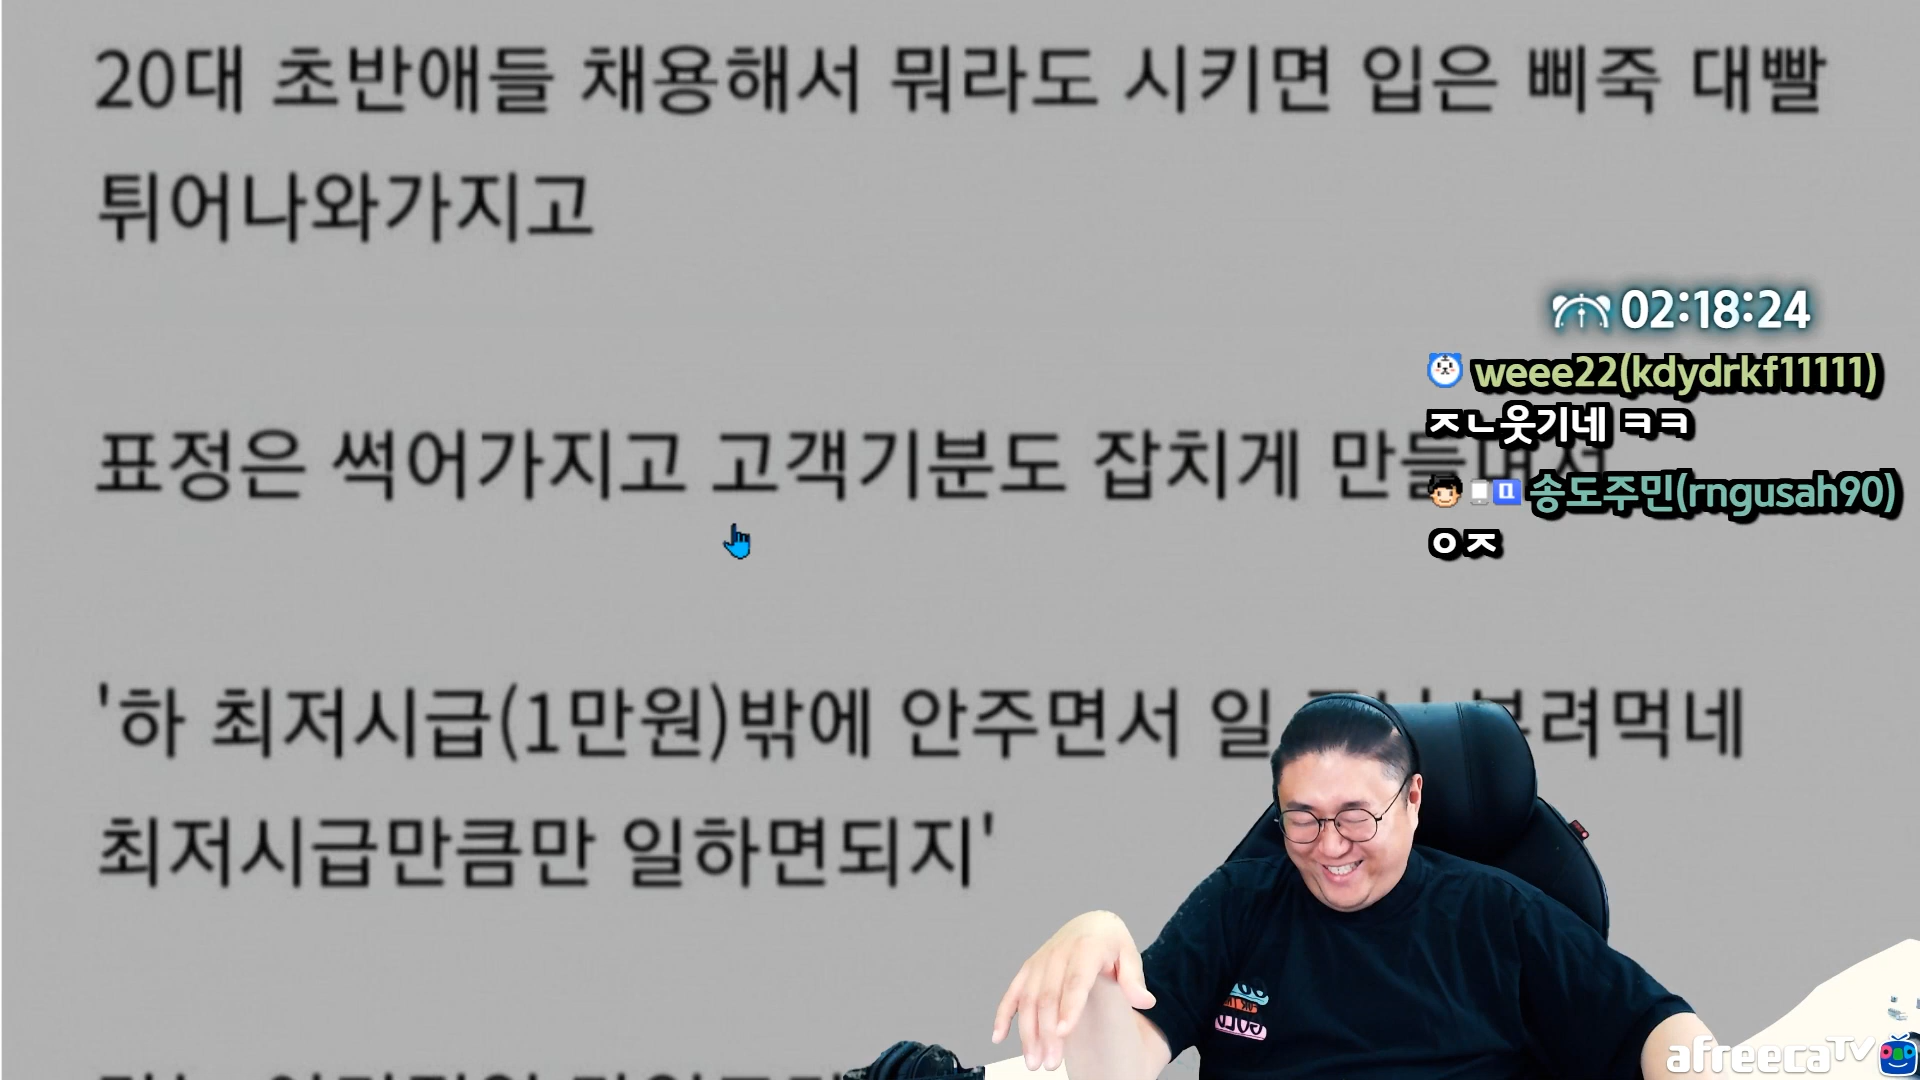 20대 초반애들 채용해서 뭐라도 시키면 입은 삐죽 대빨
튀어나와가지고
02:18:24
weee22(kdydrkf11111)
ㅈㄴ웃기네 ㅋㅋ
표정은 썩어가지고 고객기분도 잡치게 만들며서
송도주민(rngusah90)
ㅇㅈ
'하 최저시급(1만원)밖에 안주면서 일 부려먹네
최저시급만큼만 일하면되지'
afreecaTV